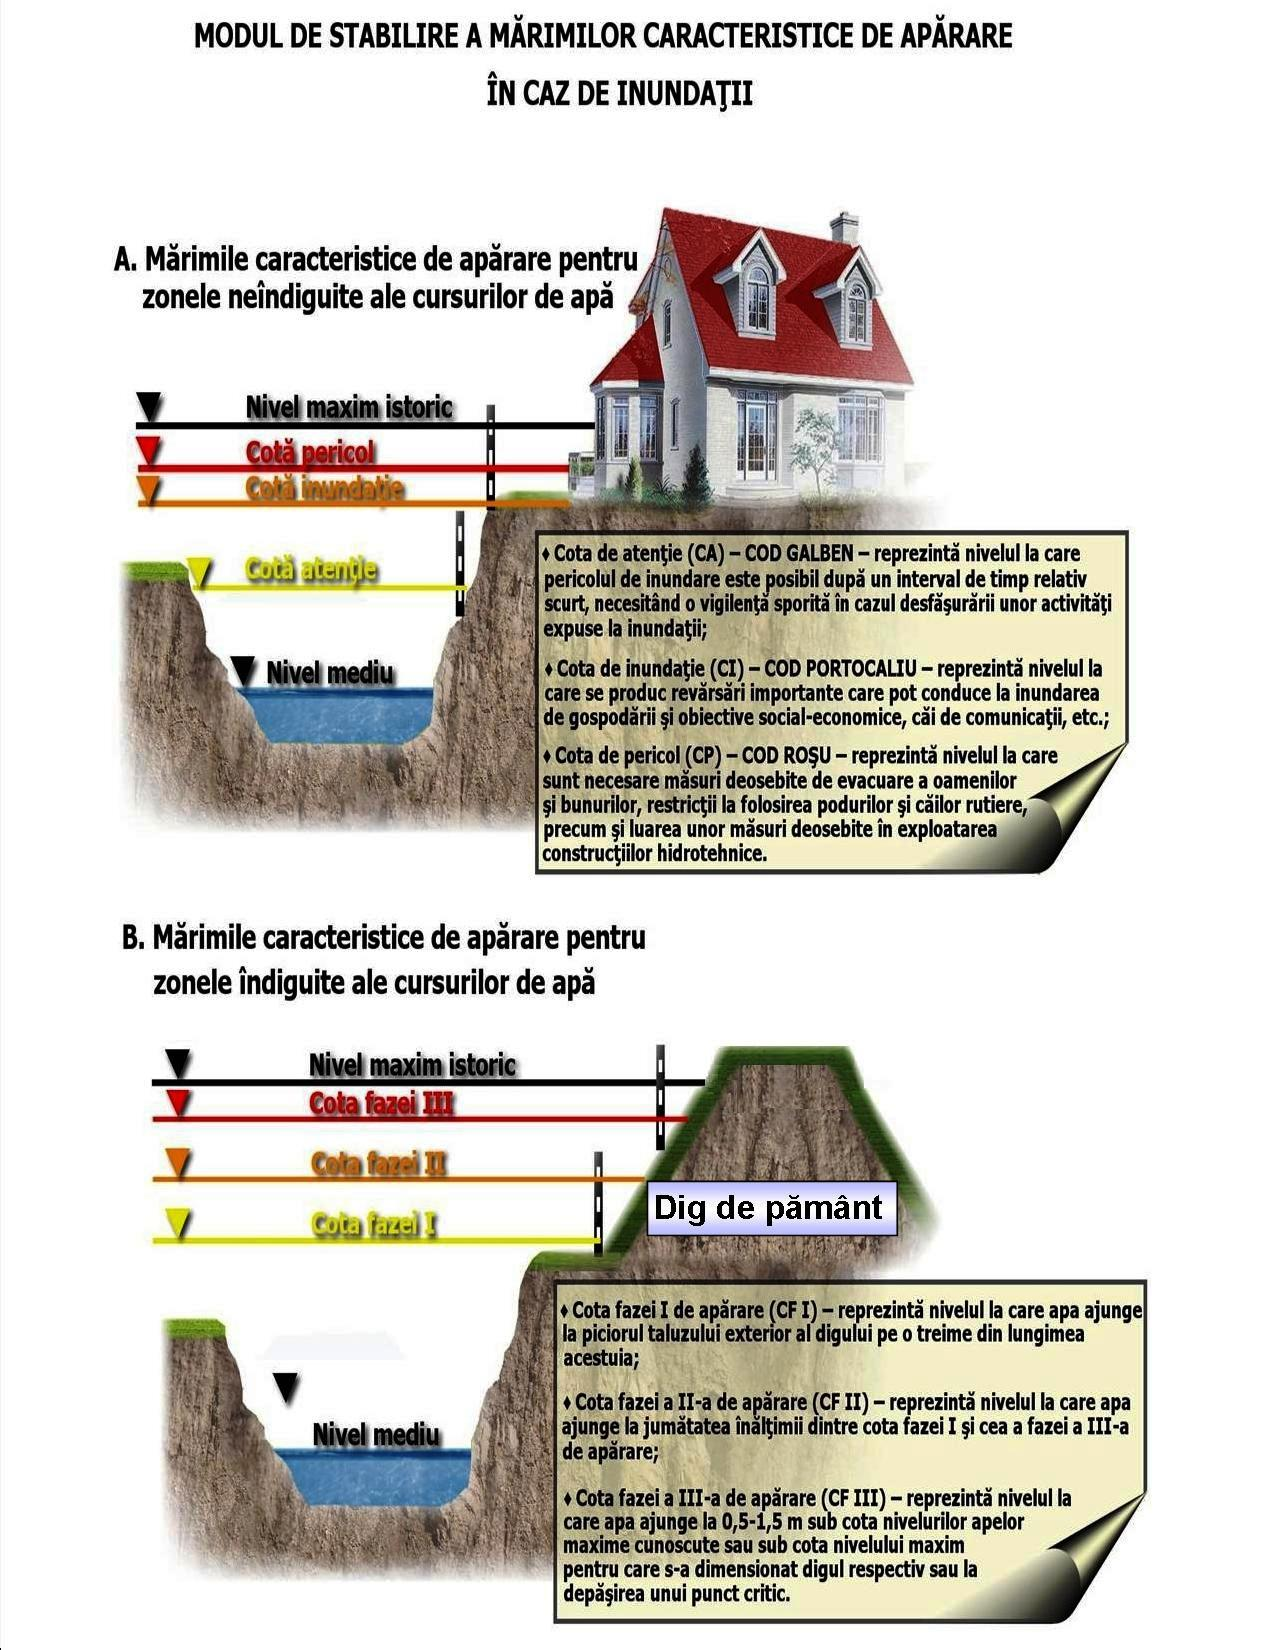 MODUL DE STABILIRE A MĂRIMILOR CARACTERISTICE DE APĂRARE
ÎN CAZ DE INUNDAŢII
A. Mărimile caracteristice de apărare pentru
zonele neîndiguite ale cursurilor de apă
Nivel maxim istoric
Cotă pericol
Cotă inundaţie
Cotă atenţie
Nivel mediu
♦ Cota de atenţie (CA) – COD GALBEN – reprezintă nivelul la care
pericolul de inundare este posibil după un interval de timp relativ
scurt, necesitând o vigilenţă sporită în cazul desfăşurării unor activităţi
expuse la inundaţii;
♦ Cota de inundaţie (CI) – COD PORTOCALIU – reprezintă nivelul la
care se produc revărsări importante care pot conduce la inundarea
de gospodării şi obiective social-economice, căi de comunicaţii, etc.;
♦ Cota de pericol (CP) – COD ROŞU – reprezintă nivelul la care
sunt necesare măsuri deosebite de evacuare a oamenilor
şi bunurilor, restricţii la folosirea podurilor şi căilor rutiere,
precum şi luarea unor măsuri deosebite în exploatarea
construcţiilor hidrotehnice.
B. Mărimile caracteristice de apărare pentru
zonele îndiguite ale cursurilor de apă
Nivel maxim istoric
Cota fazei III
Cota fazei II
Cota fazei I
Dig de pământ
Nivel mediu
♦ Cota fazei I de apărare (CF I) – reprezintă nivelul la care apa ajunge
la piciorul taluzului exterior al digului pe o treime din lungimea
acestuia;
♦ Cota fazei a II-a de apărare (CF II) – reprezintă nivelul la care apa
ajunge la jumătatea înălţimii dintre cota fazei I şi cea a fazei a III-a
de apărare;
♦ Cota fazei a III-a de apărare (CF III) – reprezintă nivelul la
care apa ajunge la 0,5-1,5 m sub cota nivelurilor apelor
maxime cunoscute sau sub cota nivelului maxim
pentru care s-a dimensionat digul respectiv sau la
depăşirea unui punct critic.